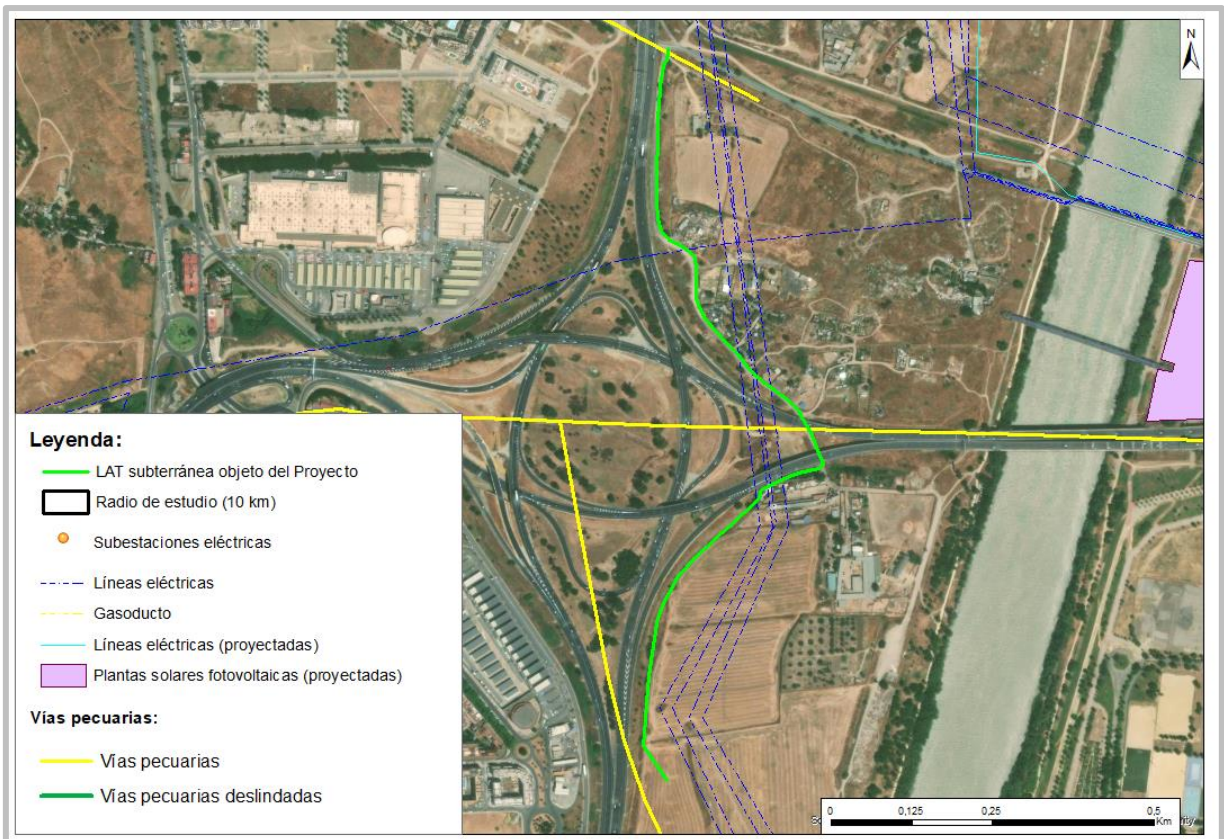 N
Leyenda:
LAT subterránea objeto del Proyecto
Radio de estudio (10 km)
Subestaciones eléctricas
Líneas eléctricas
Gasoducto
Líneas eléctricas (proyectadas)
Plantas solares fotovoltaicas (proyectadas)
Vías pecuarias:
Vías pecuarias
Vías pecuarias deslindadas
0 0,125 0,25 0,5
Km